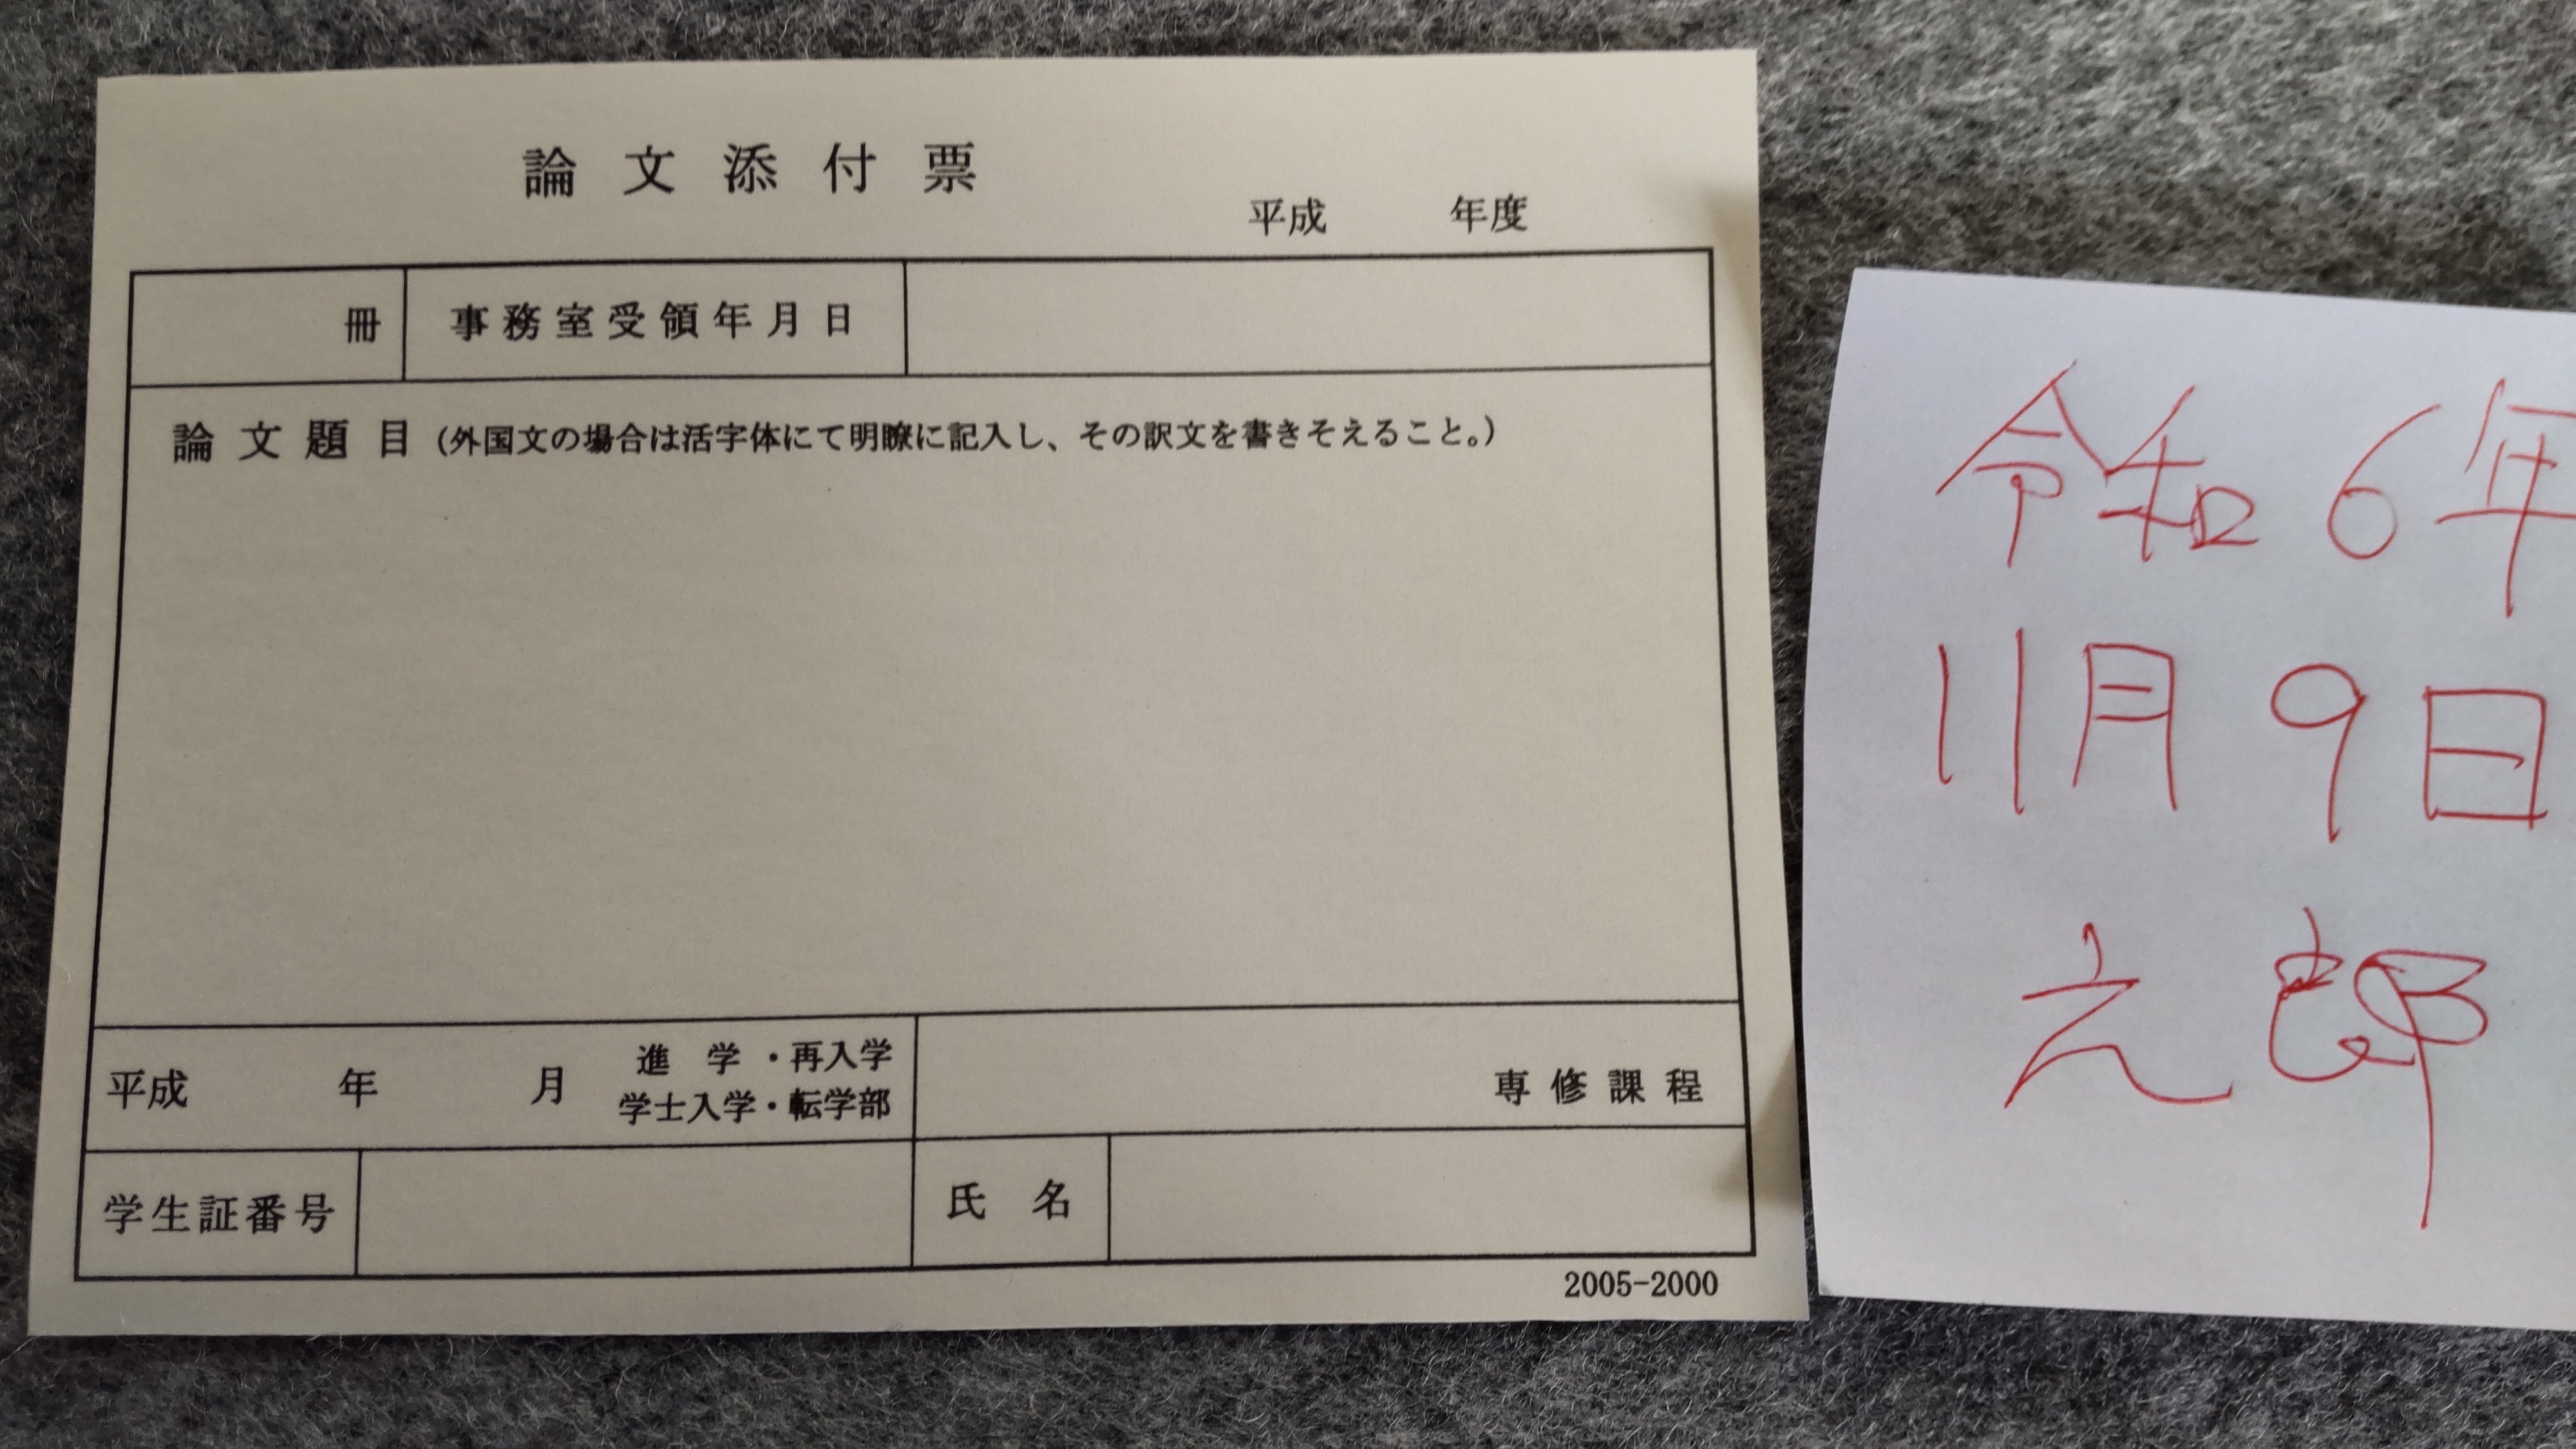 論文添付票
平成 年度
冊 事務室受領年月日
論文題目 (外国文の場合は活字体にて明瞭に記入し、その訳文を書きそえること。)
平成 年 月 進学・再入学
学士入学・転学部
専修課程
学生証番号 氏名
2005-2000
令和6年
11月9日
え郎